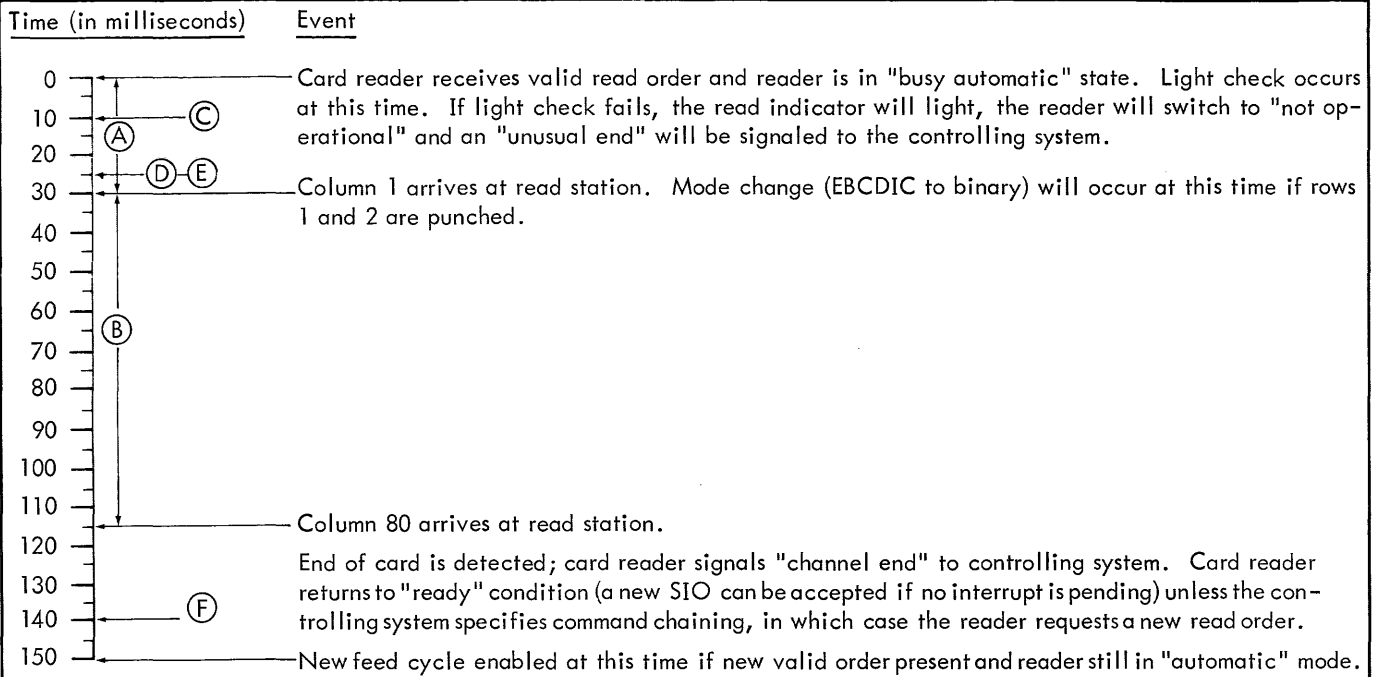 Time (in milliseconds) Event
0 Card reader receives valid read order and reader is in "busy automatic" state. Light check occurs
at this time. If light check fails, the read indicator will light, the reader will switch to "not op-
erational" and an "unusual end" will be signaled to the controlling system.
10 C
A
20
D E
30 Column 1 arrives at read station. Mode change (EBCDIC to binary) will occur at this time if rows
1 and 2 are punched.
40
50
60
B
70
80
90
100
110
Column 80 arrives at read station.
120
End of card is detected; card reader signals "channel end" to controlling system. Card reader
130 returns to "ready" condition (a new SIO can be accepted if no interrupt is pending) unless the con-
F
140 trolling system specifies command chaining, in which case the reader requests a new read order.
150 New feed cycle enabled at this time if new valid order present and reader still in "automatic" mode.